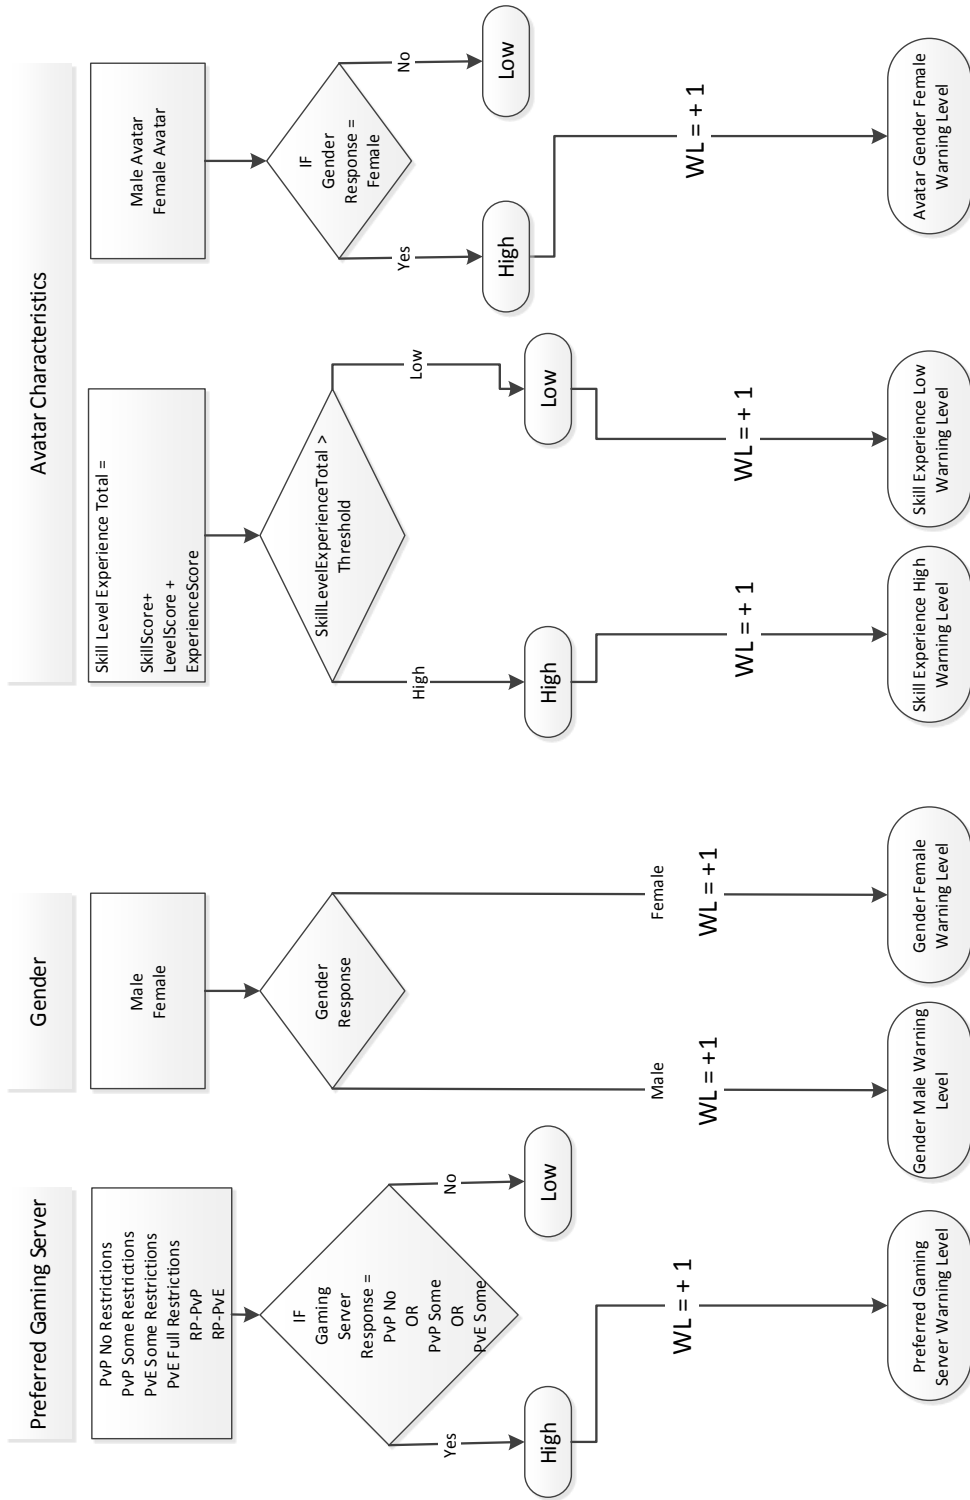 Preferred Gaming Server
PvP No Restrictions
PvP Some Restrictions
PvE Some Restrictions
PvE Full Restrictions
RP-PvP
RP-PvE
IF
Gaming
Server
Response =
PvP No
OR
PvP Some
OR
PvE Some
Yes
No
High
Low
WL = + 1
Preferred Gaming
Server Warning Level
Gender
Male
Female
Gender
Response
Male
Female
WL = +1
WL = +1
Gender Male Warning
Level
Gender Female
Warning Level
Avatar Characteristics
Skill Level Experience Total =
SkillScore+
LevelScore +
ExperienceScore
SkillLevelExperienceTotal >
Threshold
High
Low
High
Low
WL = + 1
WL = + 1
Skill Experience High
Warning Level
Skill Experience Low
Warning Level
Male Avatar
Female Avatar
IF
Gender
Response =
Female
Yes
No
High
Low
WL = + 1
Avatar Gender Female
Warning Level